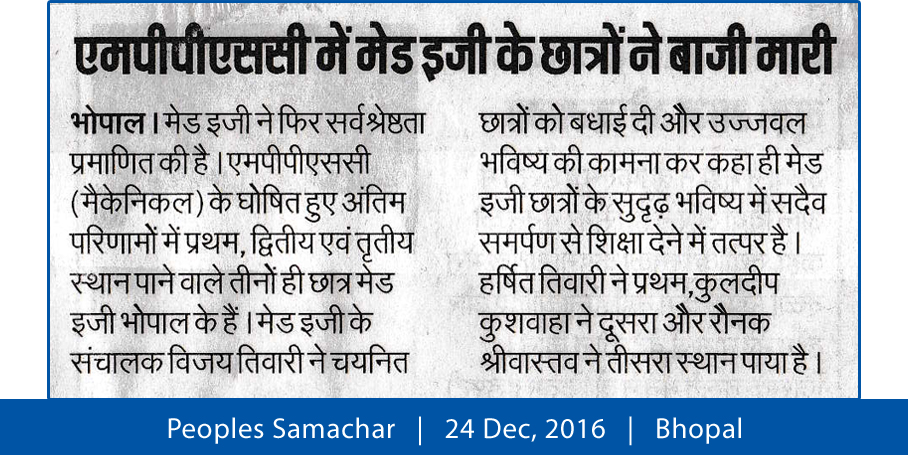 एमपीपीएससी में मेड इजी के छात्रों ने बाजी मारी
भोपाल। मेड इजी ने फिर सर्वश्रेष्ठता
प्रमाणित की है। एमपीपीएससी
(मैकेनिकल) के घोषित हुए अंतिम
परिणामों में प्रथम, द्वितीय एवं तृतीय
स्थान पाने वाले तीनों ही छात्र मेड
इजी भोपाल के हैं। मेड इजी के
संचालक विजय तिवारी ने चयनित
छात्रों को बधाई दी और उज्जवल
भविष्य की कामना कर कहा ही मेड
इजी छात्रों के सुदृढ़ भविष्य में सदैव
समर्पण से शिक्षा देने में तत्पर है।
हर्षित तिवारी ने प्रथम,कुलदीप
कुशवाहा ने दूसरा और रौनक
श्रीवास्तव ने तीसरा स्थान पाया है।
Peoples Samachar | 24 Dec, 2016 | Bhopal